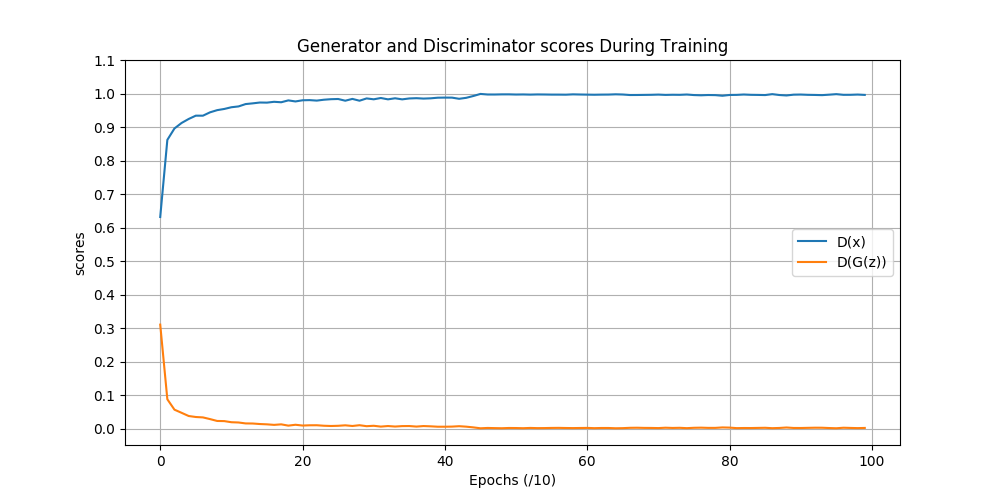 Generator and Discriminator scores During Training
1.1
1.0
0.9
0.8
0.7
0.6
0.5
0.4
0.3
0.2
0.1
0.0
scores
D(x)
D(G(z))
0 20 40 60 80 100
Epochs (/10)